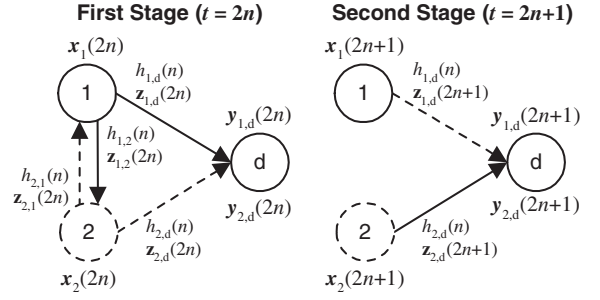 First Stage (t = 2n)
x₁(2n)
1
h₁,d(n)
z₁,d(2n)
h₁,₂(n)
z₁,₂(2n)
y₁,d(2n)
d
y₂,d(2n)
h₂,₁(n)
z₂,₁(2n)
2
h₂,d(n)
z₂,d(2n)
x₂(2n)
Second Stage (t = 2n+1)
x₁(2n+1)
1
h₁,d(n)
z₁,d(2n+1)
y₁,d(2n+1)
d
y₂,d(2n+1)
2
h₂,d(n)
z₂,d(2n+1)
x₂(2n+1)